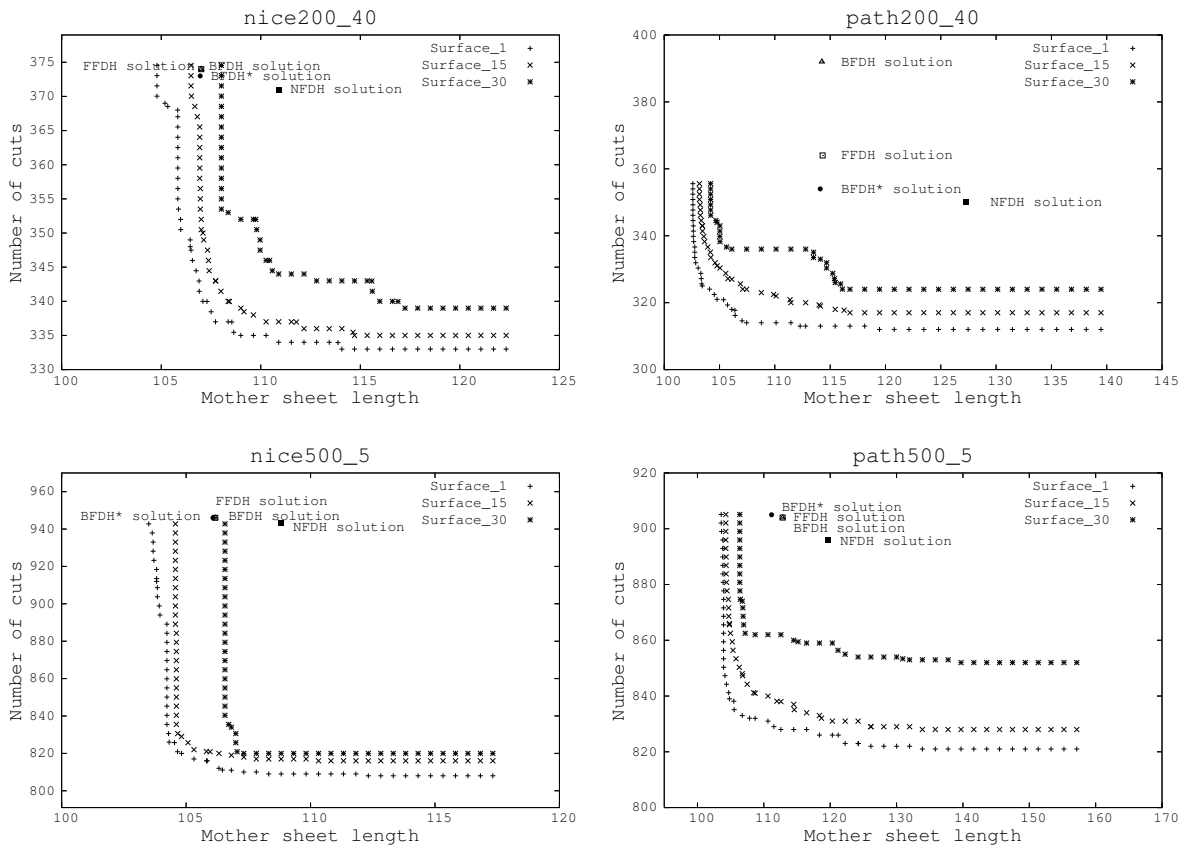 nice200_40
Number of cuts
375
370
365
360
355
350
345
340
335
330
100
105
110
115
120
125
Mother sheet length
Surface_1
Surface_15
Surface_30
FFDH solution
BFDH solution
BFDH* solution
NFDH solution
path200_40
Number of cuts
400
380
360
340
320
300
100
105
110
115
120
125
130
135
140
145
Mother sheet length
Surface_1
Surface_15
Surface_30
BFDH solution
FFDH solution
BFDH* solution
NFDH solution
nice500_5
Number of cuts
960
940
920
900
880
860
840
820
800
100
105
110
115
120
Mother sheet length
Surface_1
Surface_15
Surface_30
FFDH solution
BFDH* solution
BFDH solution
NFDH solution
path500_5
Number of cuts
920
900
880
860
840
820
800
100
110
120
130
140
150
160
170
Mother sheet length
Surface_1
Surface_15
Surface_30
BFDH* solution
FFDH solution
BFDH solution
NFDH solution